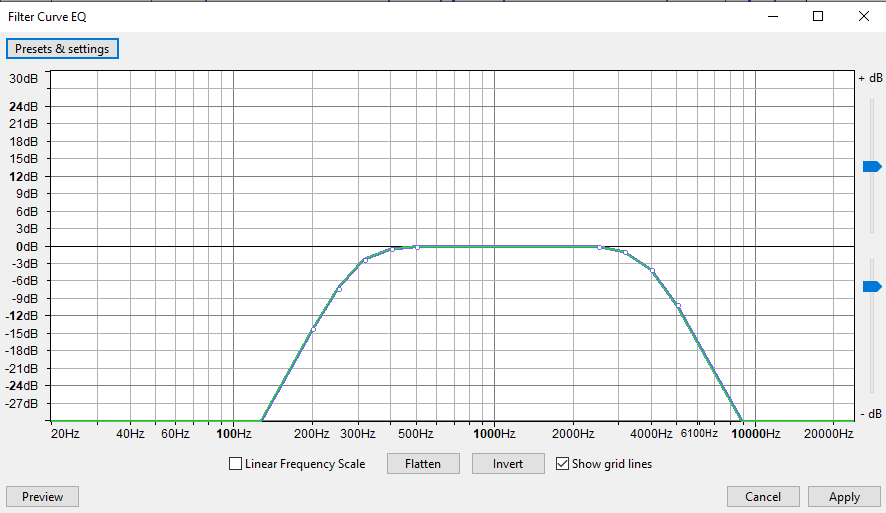 Filter Curve EQ
Presets & settings
30dB
24dB
21dB
18dB
15dB
12dB
9dB
6dB
3dB
0dB
-3dB
-6dB
-9dB
-12dB
-15dB
-18dB
-21dB
-24dB
-27dB
+ dB
- dB
20Hz 40Hz 60Hz 100Hz 200Hz 300Hz 500Hz 1000Hz 2000Hz 4000Hz 6100Hz 10000Hz 20000Hz
Linear Frequency Scale Flatten Invert Show grid lines
Preview Cancel Apply